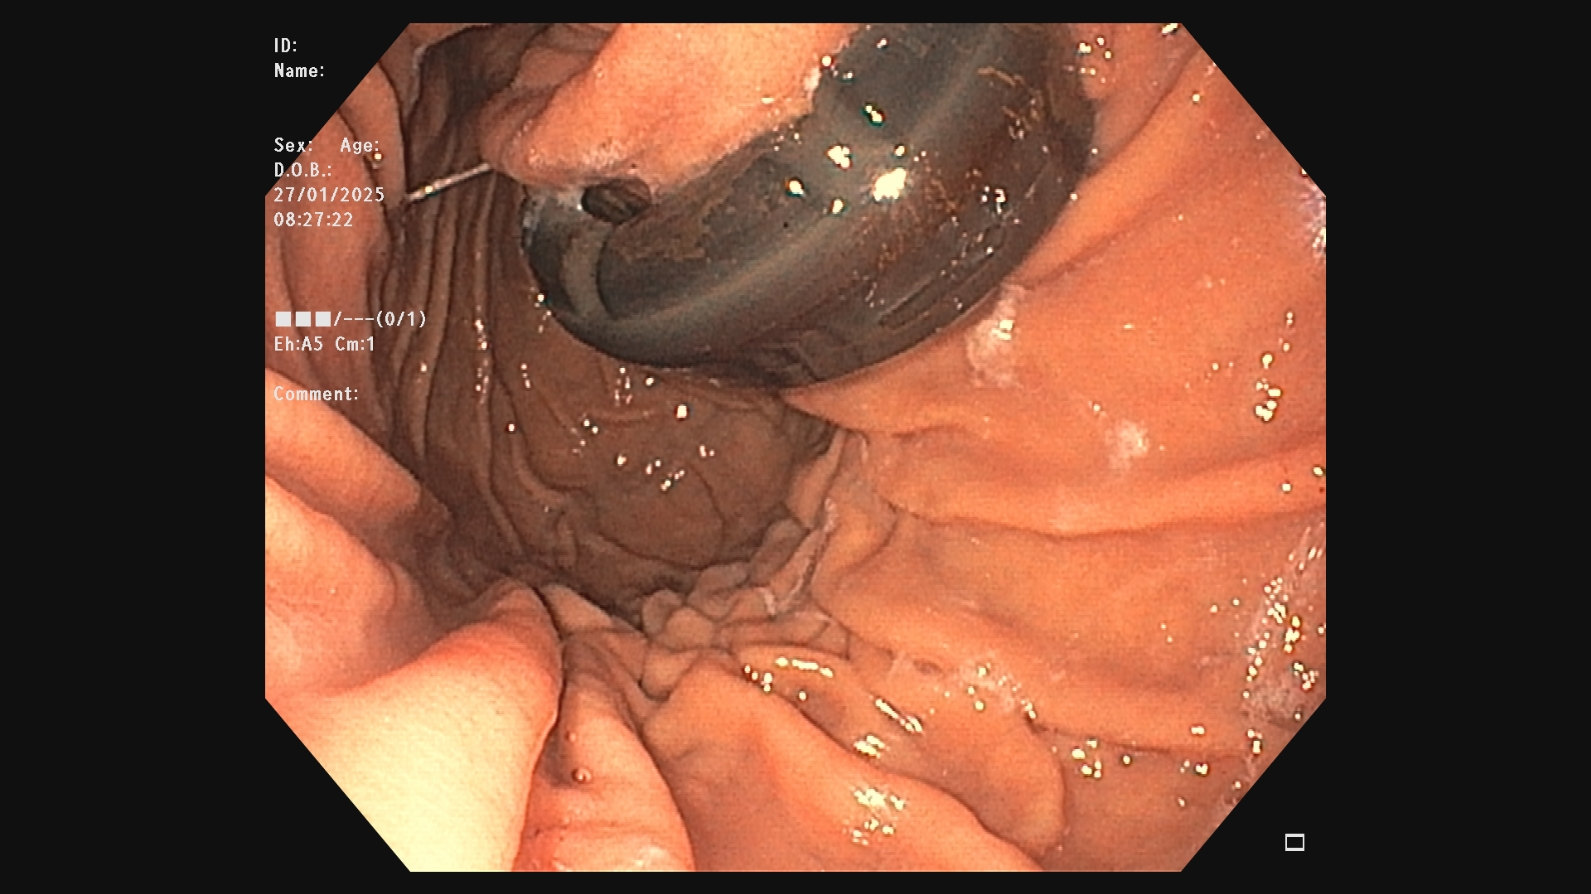 ID:
Name:
Sex: Age:
D.O.B.:
27/01/2025
08:27:22
■■■/---(0/1)
Eh:A5 Cm:1
Comment: